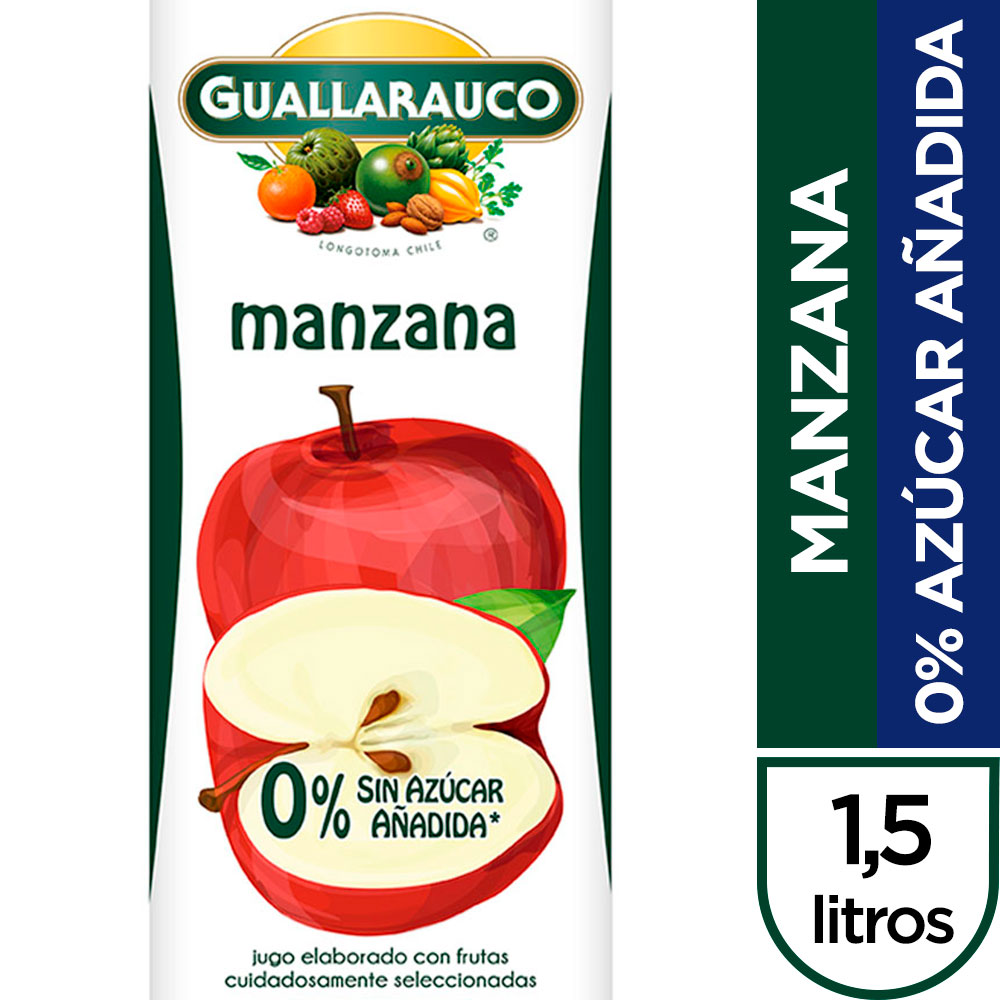 GUALLARAUCO
LONGOTOMA CHILE
®
manzana
0% SIN AZÚCAR
AÑADIDA*
jugo elaborado con frutas
cuidadosamente seleccionadas
MANZANA
0% AZÚCAR AÑADIDA
1,5
litros